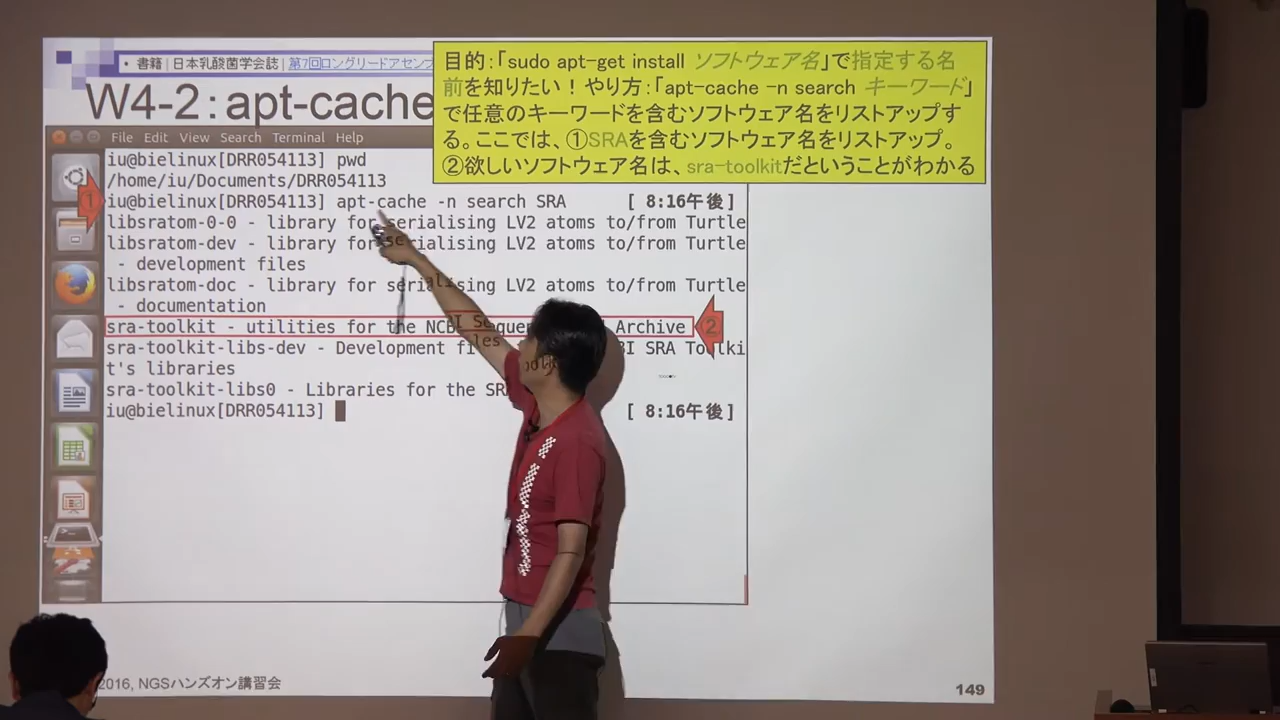 ・書籍 | 日本乳酸菌学会誌 | 第7回ロングリードアセンブ
W4-2：apt-cache
目的：「sudo apt-get install ソフトウェア名」で指定する名
前を知りたい！やり方：「apt-cache -n search キーワード」
で任意のキーワードを含むソフトウェア名をリストアップす
る。ここでは、①SRAを含むソフトウェア名をリストアップ。
②欲しいソフトウェア名は、sra-toolkitだということがわかる
File Edit View Search Terminal Help
iu@bielinux[DRR054113] pwd
/home/iu/Documents/DRR054113
1
iu@bielinux[DRR054113] apt-cache -n search SRA [ 8:16午後]
libsratom-0-0 - library for serialising LV2 atoms to/from Turtle
libsratom-dev - library for serialising LV2 atoms to/from Turtle
- development files
libsratom-doc - library for serialising LV2 atoms to/from Turtle
- documentation
sra-toolkit - utilities for the NCBI Sequen Archive
2
sra-toolkit-libs-dev - Development fi BI SRA Toolki
t's libraries
sra-toolkit-libs0 - Libraries for the SR
iu@bielinux[DRR054113] [ 8:16午後]
2016, NGSハンズオン講習会
149